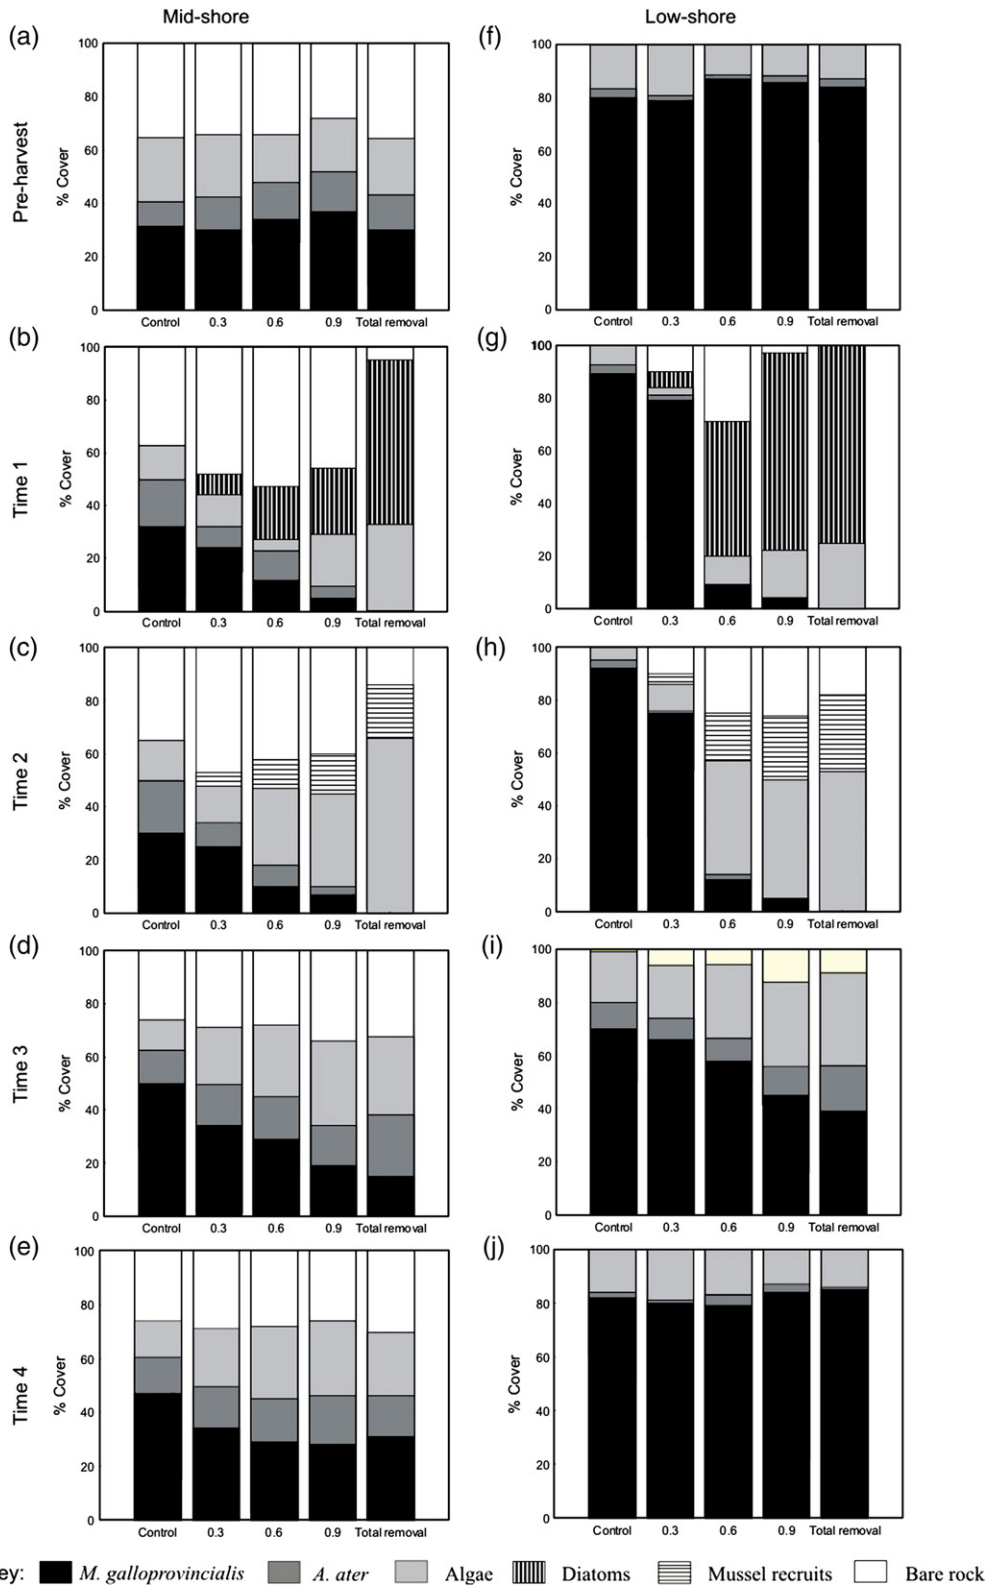 Mid-shore
Low-shore
(a)
Pre-harvest
% Cover
100
80
60
40
20
0
Control 0.3 0.6 0.9 Total removal
(f)
% Cover
100
80
60
40
20
0
Control 0.3 0.6 0.9 Total removal
(b)
Time 1
% Cover
100
80
60
40
20
0
Control 0.3 0.6 0.9 Total removal
(g)
% Cover
100
80
60
40
20
0
Control 0.3 0.6 0.9 Total removal
(c)
Time 2
% Cover
100
80
60
40
20
0
Control 0.3 0.6 0.9 Total removal
(h)
% Cover
100
80
60
40
20
0
Control 0.3 0.6 0.9 Total removal
(d)
Time 3
% Cover
100
80
60
40
20
0
Control 0.3 0.6 0.9 Total removal
(i)
% Cover
100
80
60
40
20
0
Control 0.3 0.6 0.9 Total removal
(e)
Time 4
% Cover
100
80
60
40
20
0
Control 0.3 0.6 0.9 Total removal
(j)
% Cover
100
80
60
40
20
0
Control 0.3 0.6 0.9 Total removal
ey: M. galloprovincialis A. ater Algae Diatoms Mussel recruits Bare rock